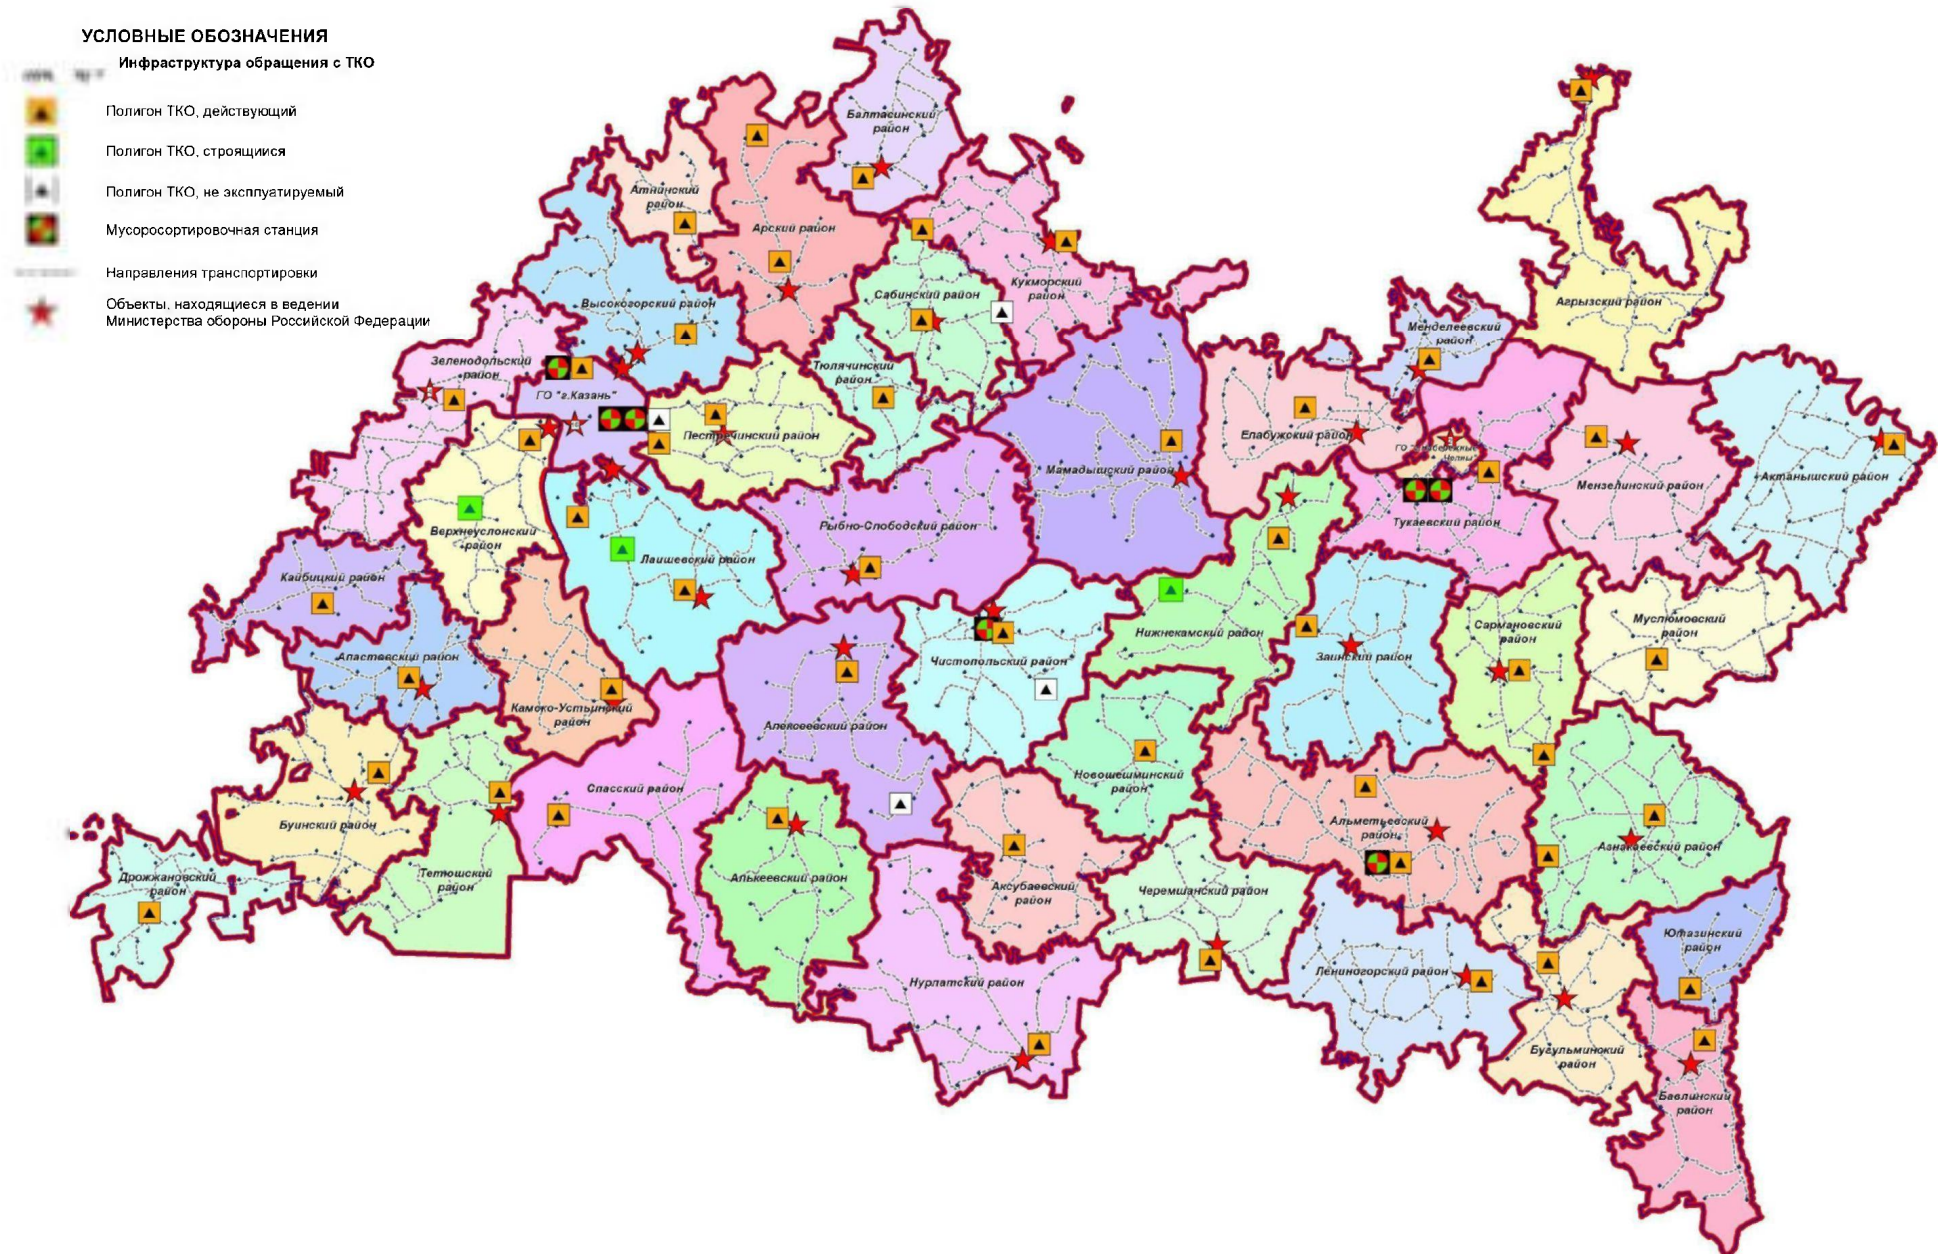 УСЛОВНЫЕ ОБОЗНАЧЕНИЯ
Инфраструктура обращения с ТКО
Полигон ТКО, действующий
Полигон ТКО, строящиися
Полигон ТКО, не эксплуатируемый
Мусоросортировочная станция
Направления транспортировки
Объекты, находящиеся в ведении
Министерства обороны Российской Федерации
Балтасинский
район
Атнинский
район
Арский район
Кукморский
район
Сабинский район
Высокогорский район
Агрызский район
Менделеевский
район
Зеленодольский
район
Тюлячинский
район
ГО "г.Казань"
Пестречинский район
Елабужский район
ГО "Набережные
Челны"
Мамадышский район
Мензелинский район
Актанышский район
Тукаевский район
Рыбно-Слободский район
Верхнеуслонский
район
Лаишевский район
Кайбицкий район
Нижнекамский район
Сармановский
район
Муслюмовский
район
Апастовский район
Чистопольский район
Заинский район
Камско-Устьинский
район
Алексеевский район
Новошешминский
район
Спасский район
Буинский район
Альметьевский
район
Азнакаевский район
Дрожжановский
район
Тетюшский
район
Алькеевский район
Аксубаевский
район
Черемшанский район
Ютазинский
район
Лениногорский район
Нурлатский район
Бугульминский
район
Бавлинский
район